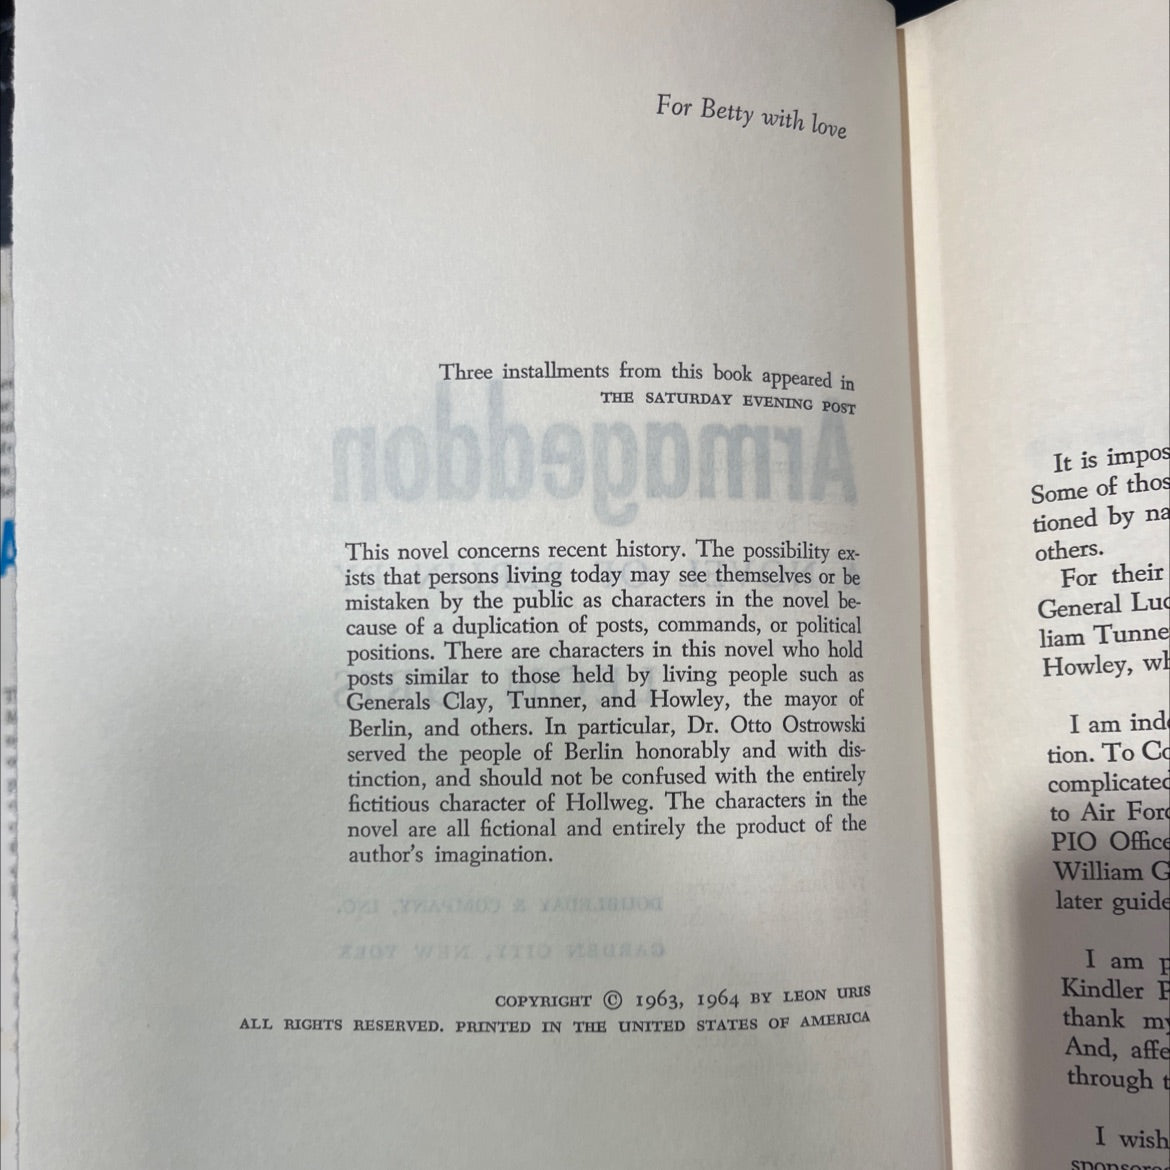 For Betty with love
Three installments from this book appeared in
THE SATURDAY EVENING POST
Armageddon
This novel concerns recent history. The possibility ex-
ists that persons living today may see themselves or be
mistaken by the public as characters in the novel be-
cause of a duplication of posts, commands, or political
positions. There are characters in this novel who hold
posts similar to those held by living people such as
Generals Clay, Tunner, and Howley, the mayor of
Berlin, and others. In particular, Dr. Otto Ostrowski
served the people of Berlin honorably and with dis-
tinction, and should not be confused with the entirely
fictitious character of Hollweg. The characters in the
novel are all fictional and entirely the product of the
author's imagination.
DOUBLEDAY & COMPANY, INC.
GARDEN CITY, NEW YORK
COPYRIGHT © 1963, 1964 BY LEON URIS
ALL RIGHTS RESERVED. PRINTED IN THE UNITED STATES OF AMERICA
It is impos
Some of thos
tioned by na
others.
For their
General Luc
liam Tunne
Howley, wh
I am inde
tion. To Co
complicated
to Air Forc
PIO Office
William G
later guide
I am p
Kindler F
thank my
And, affe
through t
I wish
sponsore